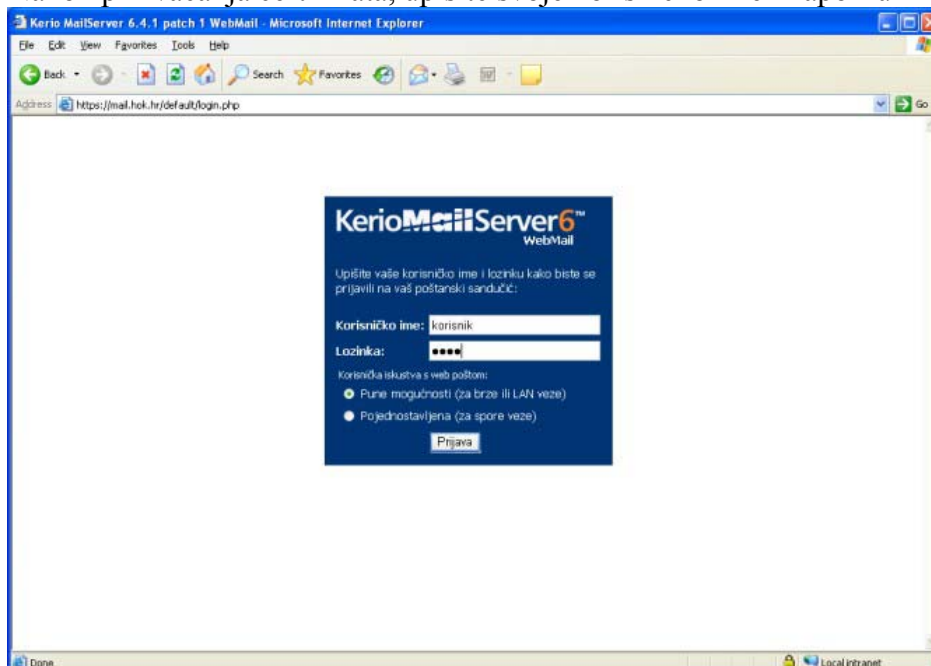 Kerio MailServer 6.4.1 patch 1 WebMail - Microsoft Internet Explorer
File Edit View Favorites Tools Help
Back Search Favorites
Address https://mail.hok.hr/default/login.php Go
KerioMailServer6™
WebMail
Upišite vaše korisničko ime i lozinku kako biste se
prijavili na vaš poštanski sandučić:
Korisničko ime: korisnik
Lozinka: ••••
Korisnička iskustva s web poštom:
Pune mogućnosti (za brze ili LAN veze)
Pojednostavljena (za spore veze)
Prijava
Done Local intranet